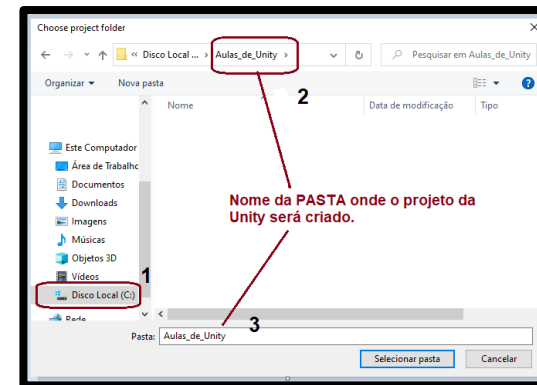 Choose project folder
« Disco Local ... › Aulas_de_Unity ›
Pesquisar em Aulas_de_Unity
Organizar
Nova pasta
Nome
2
Data de modificação
Tipo
Este Computador
Área de Trabalho
Documentos
Downloads
Imagens
Músicas
Objetos 3D
Vídeos
1
Disco Local (C:)
Rede
Nome da PASTA onde o projeto da
Unity será criado.
3
Pasta: Aulas_de_Unity
Selecionar pasta
Cancelar